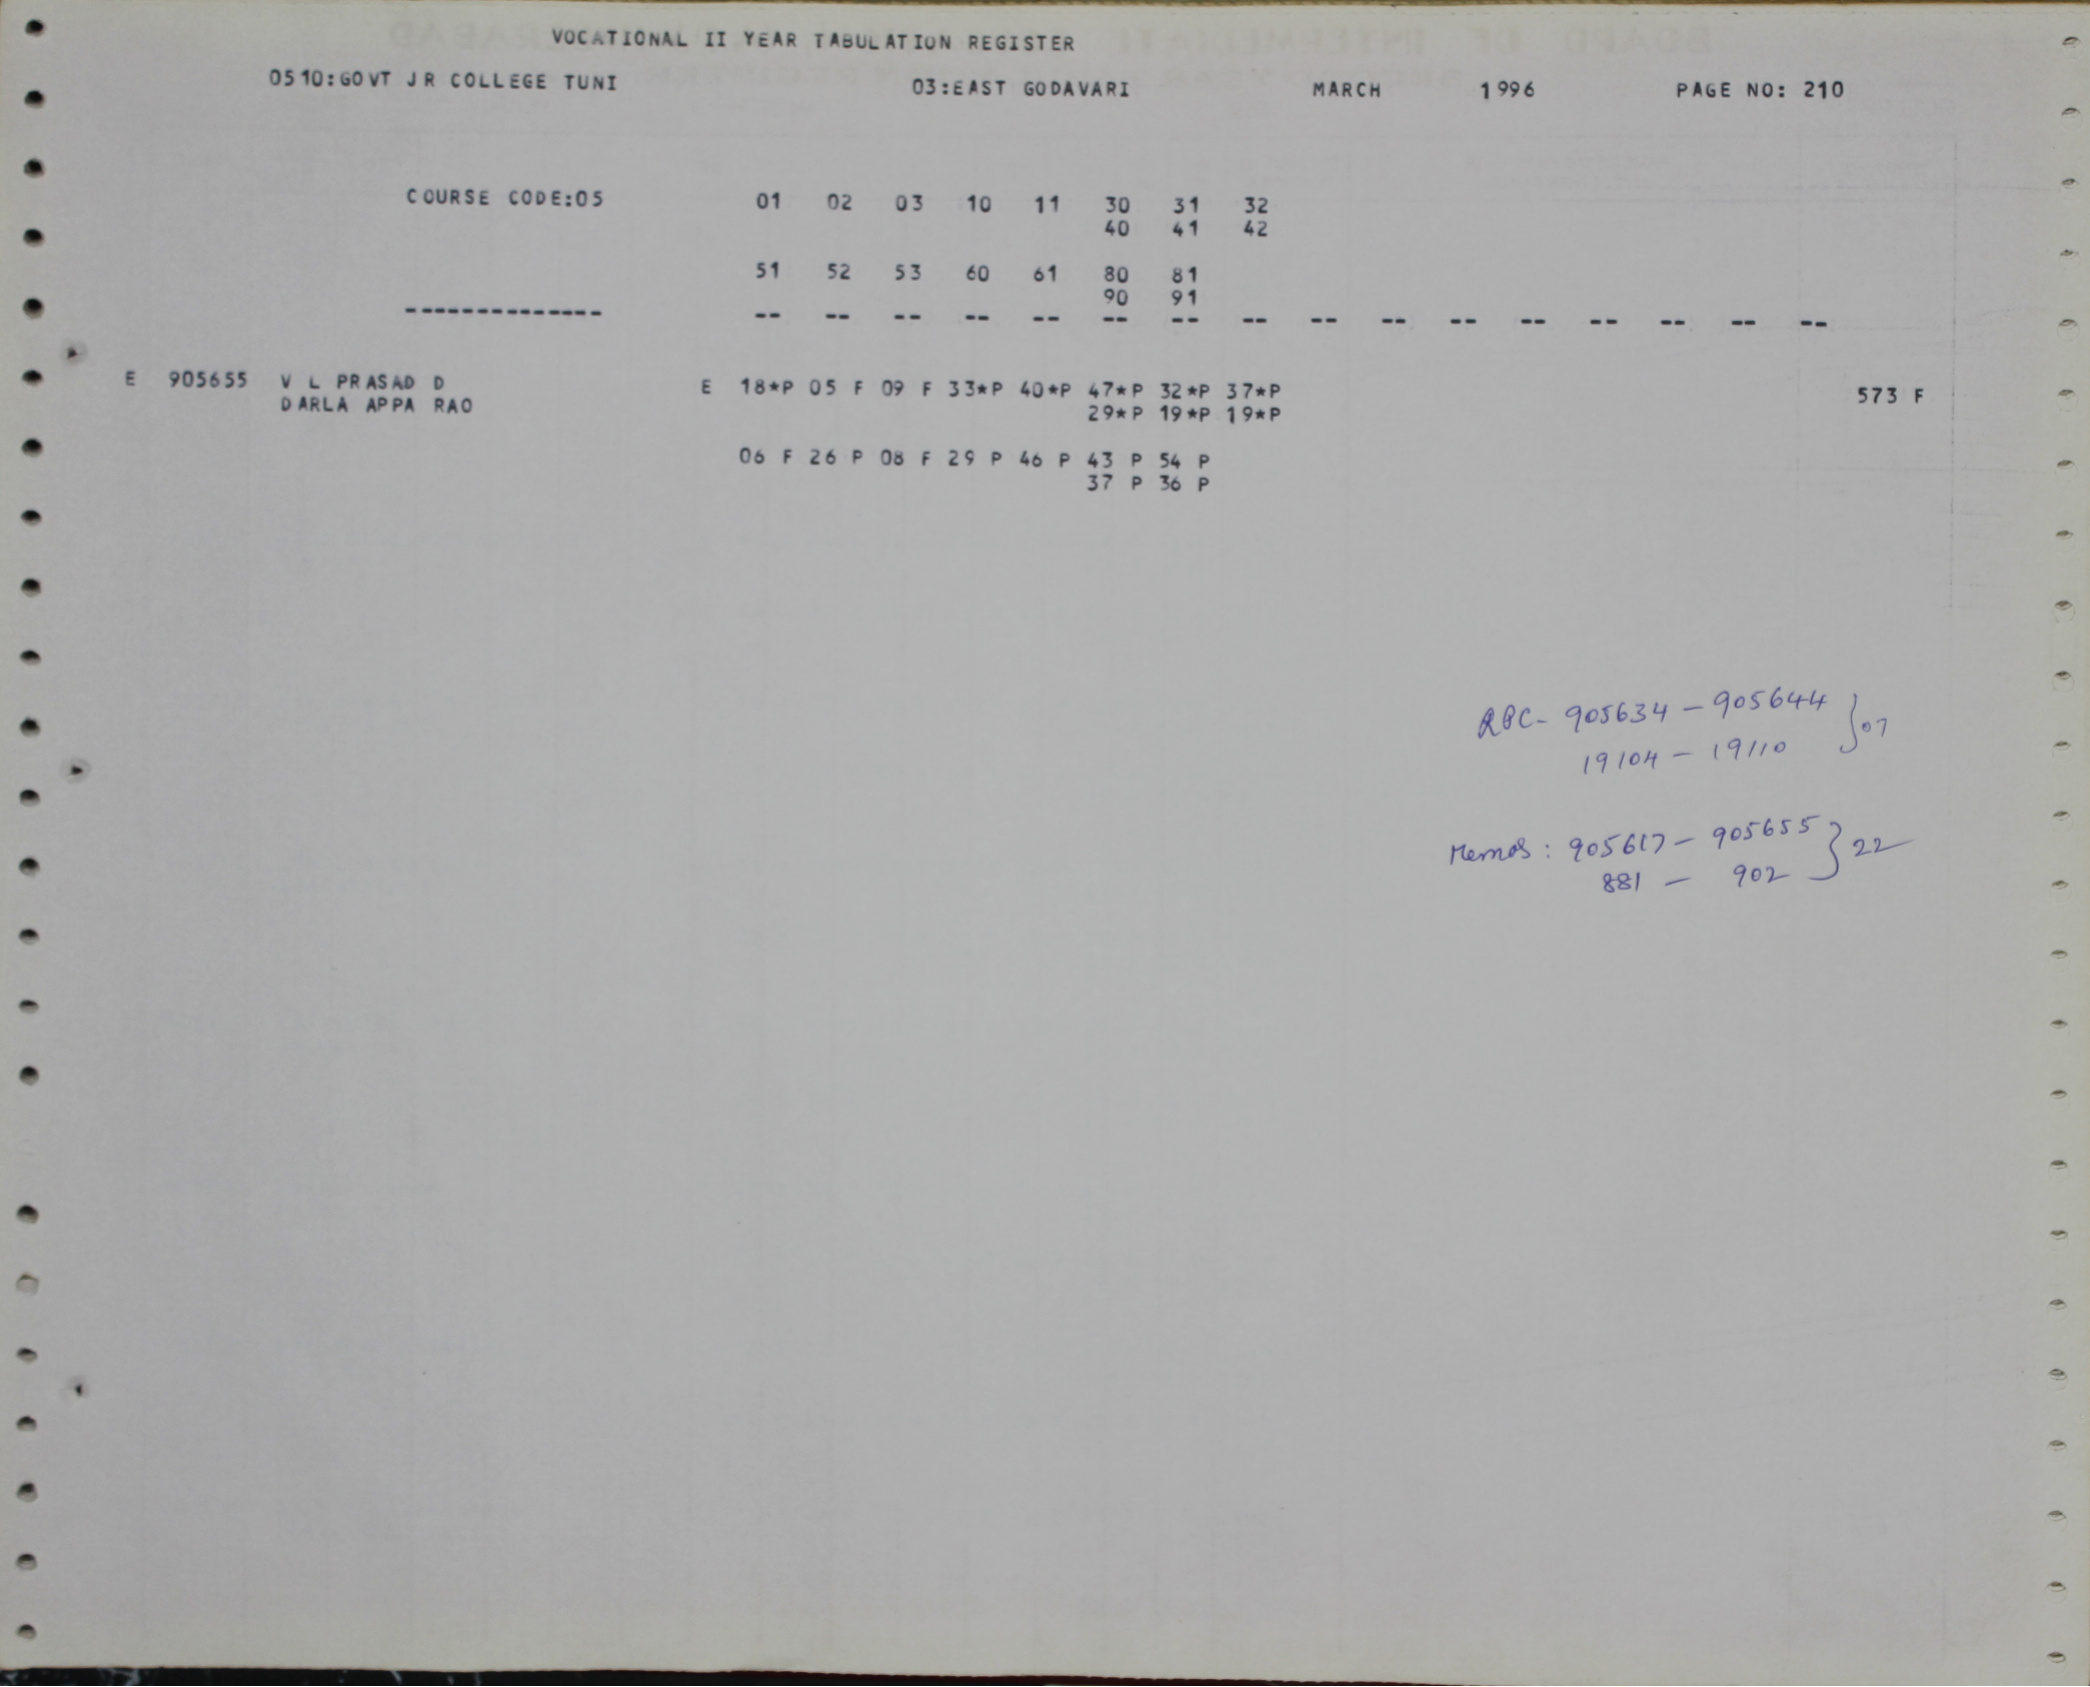 VOCATIONAL II YEAR TABULATION REGISTER
0510:GOVT JR COLLEGE TUNI 03:EAST GODAVARI MARCH 1996 PAGE NO: 210
COURSE CODE:05 01 02 03 10 11 30 31 32
40 41 42
51 52 53 60 61 80 81
90 91
-------------- -- -- -- -- -- -- -- -- -- -- -- -- -- -- -- --
E 905655 V L PRASAD D E 18*P 05 F 09 F 33*P 40*P 47*P 32*P 37*P 573 F
DARLA APPA RAO 29*P 19*P 19*P
06 F 26 P 08 F 29 P 46 P 43 P 54 P
37 P 36 P
905634 - 905644 } 07
19104 - 19110
Memos : 905617 - 905655 } 22
881 - 902